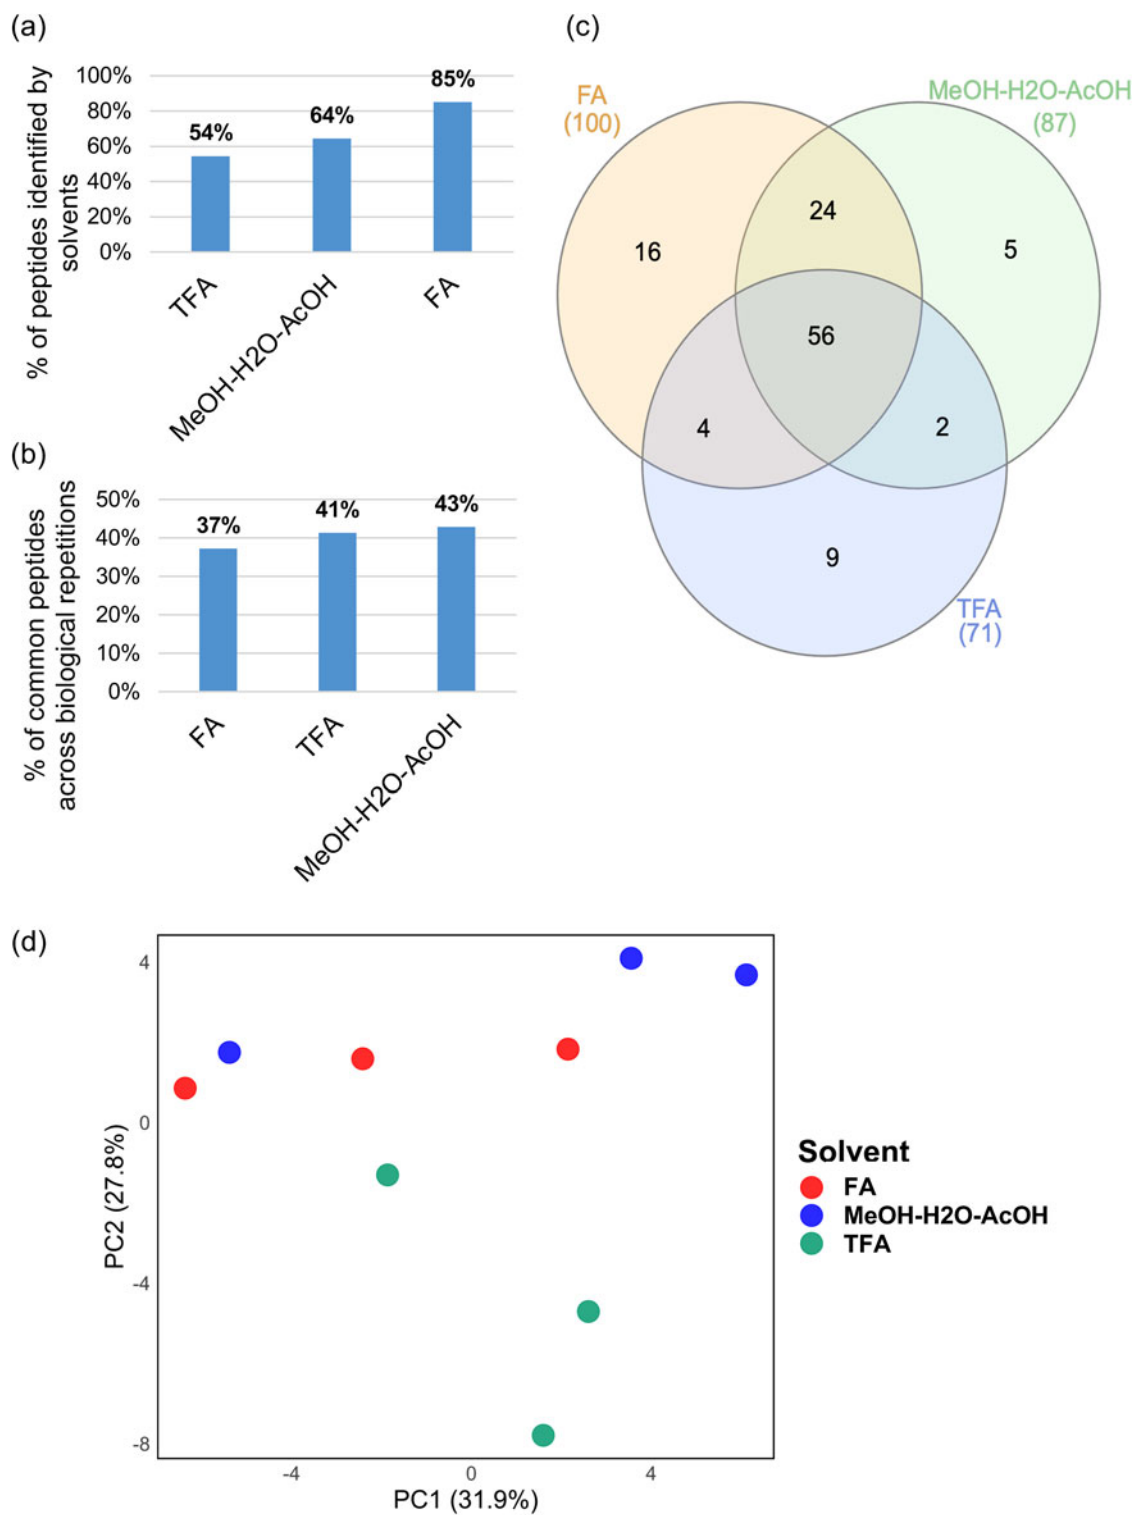 (a)
% of peptides identified by
solvents
100%
80%
60%
40%
20%
0%
54%
64%
85%
TFA
MeOH-H2O-AcOH
FA
(b)
% of common peptides
across biological repetitions
50%
40%
30%
20%
10%
0%
37%
41%
43%
FA
TFA
MeOH-H2O-AcOH
(c)
FA
(100)
MeOH-H2O-AcOH
(87)
24
16
5
56
4
2
9
TFA
(71)
(d)
PC2 (27.8%)
4
0
-4
-8
-4
0
4
PC1 (31.9%)
Solvent
FA
MeOH-H2O-AcOH
TFA